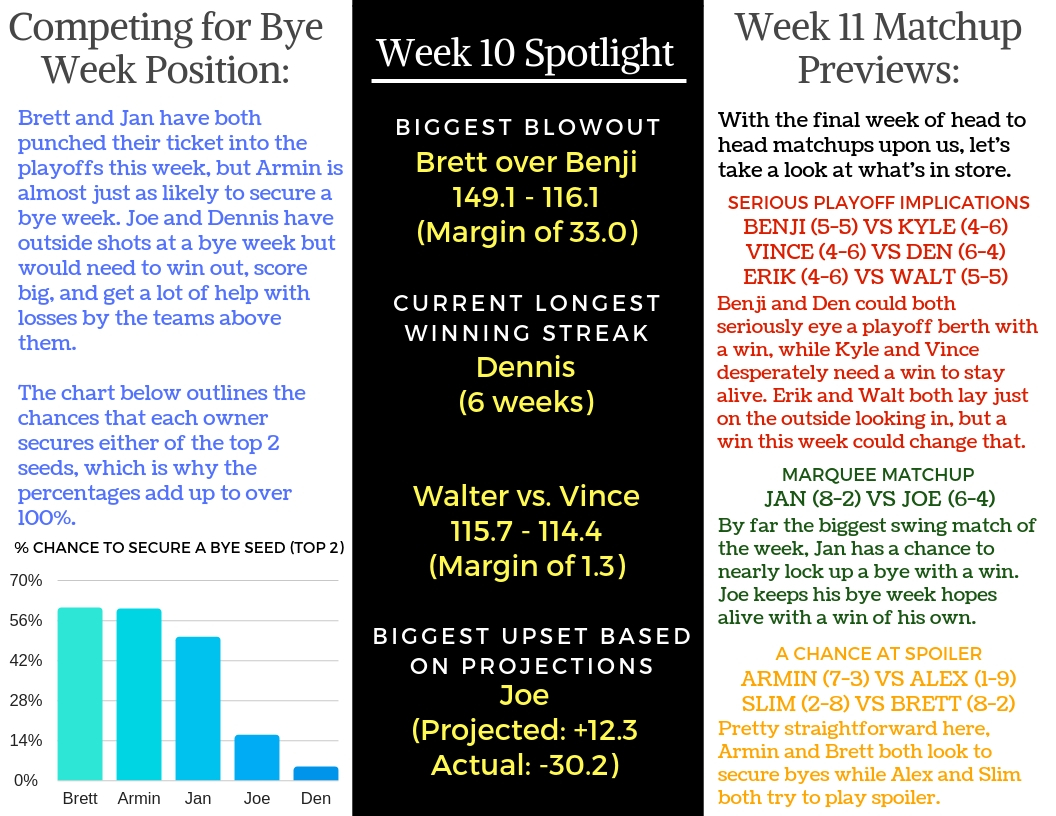 Competing for Bye
Week Position:
Brett and Jan have both
punched their ticket into the
playoffs this week, but Armin is
almost just as likely to secure a
bye week. Joe and Dennis have
outside shots at a bye week but
would need to win out, score
big, and get a lot of help with
losses by the teams above
them.
The chart below outlines the
chances that each owner
secures either of the top 2
seeds, which is why the
percentages add up to over
100%.
% CHANCE TO SECURE A BYE SEED (TOP 2)
70%
56%
42%
28%
14%
0%
Brett Armin Jan Joe Den
Week 10 Spotlight
BIGGEST BLOWOUT
Brett over Benji
149.1 - 116.1
(Margin of 33.0)
CURRENT LONGEST
WINNING STREAK
Dennis
(6 weeks)
Walter vs. Vince
115.7 - 114.4
(Margin of 1.3)
BIGGEST UPSET BASED
ON PROJECTIONS
Joe
(Projected: +12.3
Actual: -30.2)
Week 11 Matchup
Previews:
With the final week of head to
head matchups upon us, let's
take a look at what's in store.
SERIOUS PLAYOFF IMPLICATIONS
BENJI (5-5) VS KYLE (4-6)
VINCE (4-6) VS DEN (6-4)
ERIK (4-6) VS WALT (5-5)
Benji and Den could both
seriously eye a playoff berth with
a win, while Kyle and Vince
desperately need a win to stay
alive. Erik and Walt both lay just
on the outside looking in, but a
win this week could change that.
MARQUEE MATCHUP
JAN (8-2) VS JOE (6-4)
By far the biggest swing match of
the week, Jan has a chance to
nearly lock up a bye with a win.
Joe keeps his bye week hopes
alive with a win of his own.
A CHANCE AT SPOILER
ARMIN (7-3) VS ALEX (1-9)
SLIM (2-8) VS BRETT (8-2)
Pretty straightforward here,
Armin and Brett both look to
secure byes while Alex and Slim
both try to play spoiler.